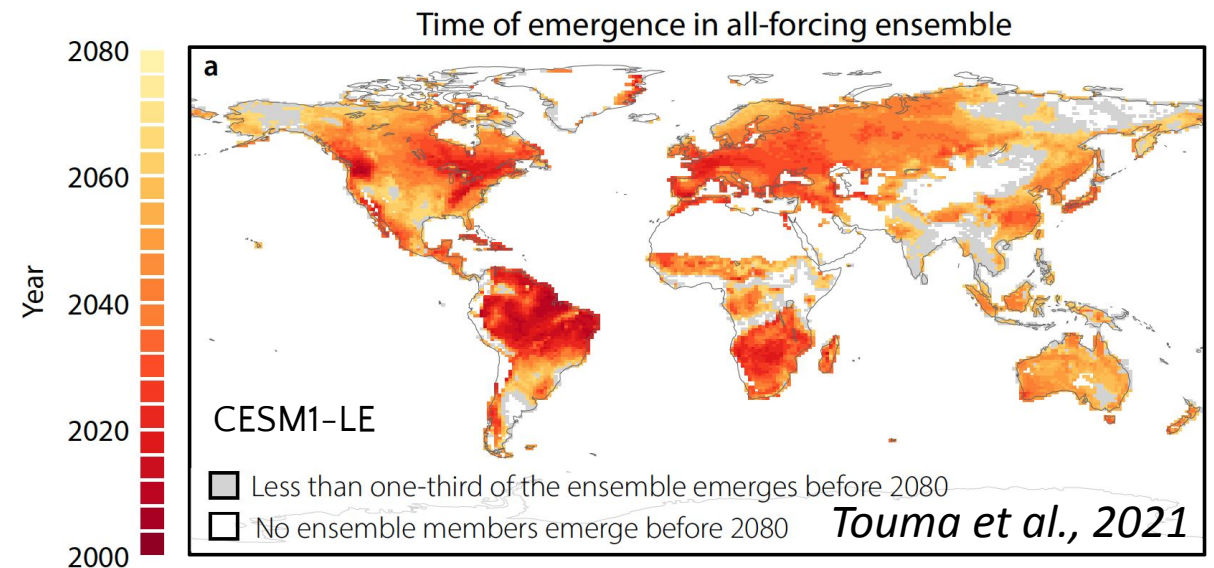 Time of emergence in all-forcing ensemble
2080
2060
2040
2020
2000
Year
a
CESM1-LE
Less than one-third of the ensemble emerges before 2080
No ensemble members emerge before 2080
Touma et al., 2021